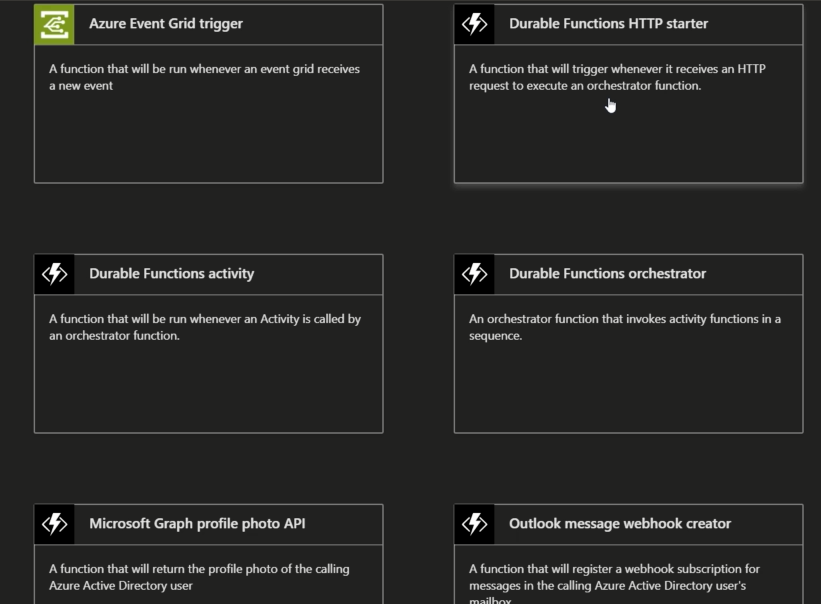 Azure Event Grid trigger
A function that will be run whenever an event grid receives
a new event
Durable Functions HTTP starter
A function that will trigger whenever it receives an HTTP
request to execute an orchestrator function.
Durable Functions activity
A function that will be run whenever an Activity is called by
an orchestrator function.
Durable Functions orchestrator
An orchestrator function that invokes activity functions in a
sequence.
Microsoft Graph profile photo API
A function that will return the profile photo of the calling
Azure Active Directory user
Outlook message webhook creator
A function that will register a webhook subscription for
messages in the calling Azure Active Directory user's
mailbox